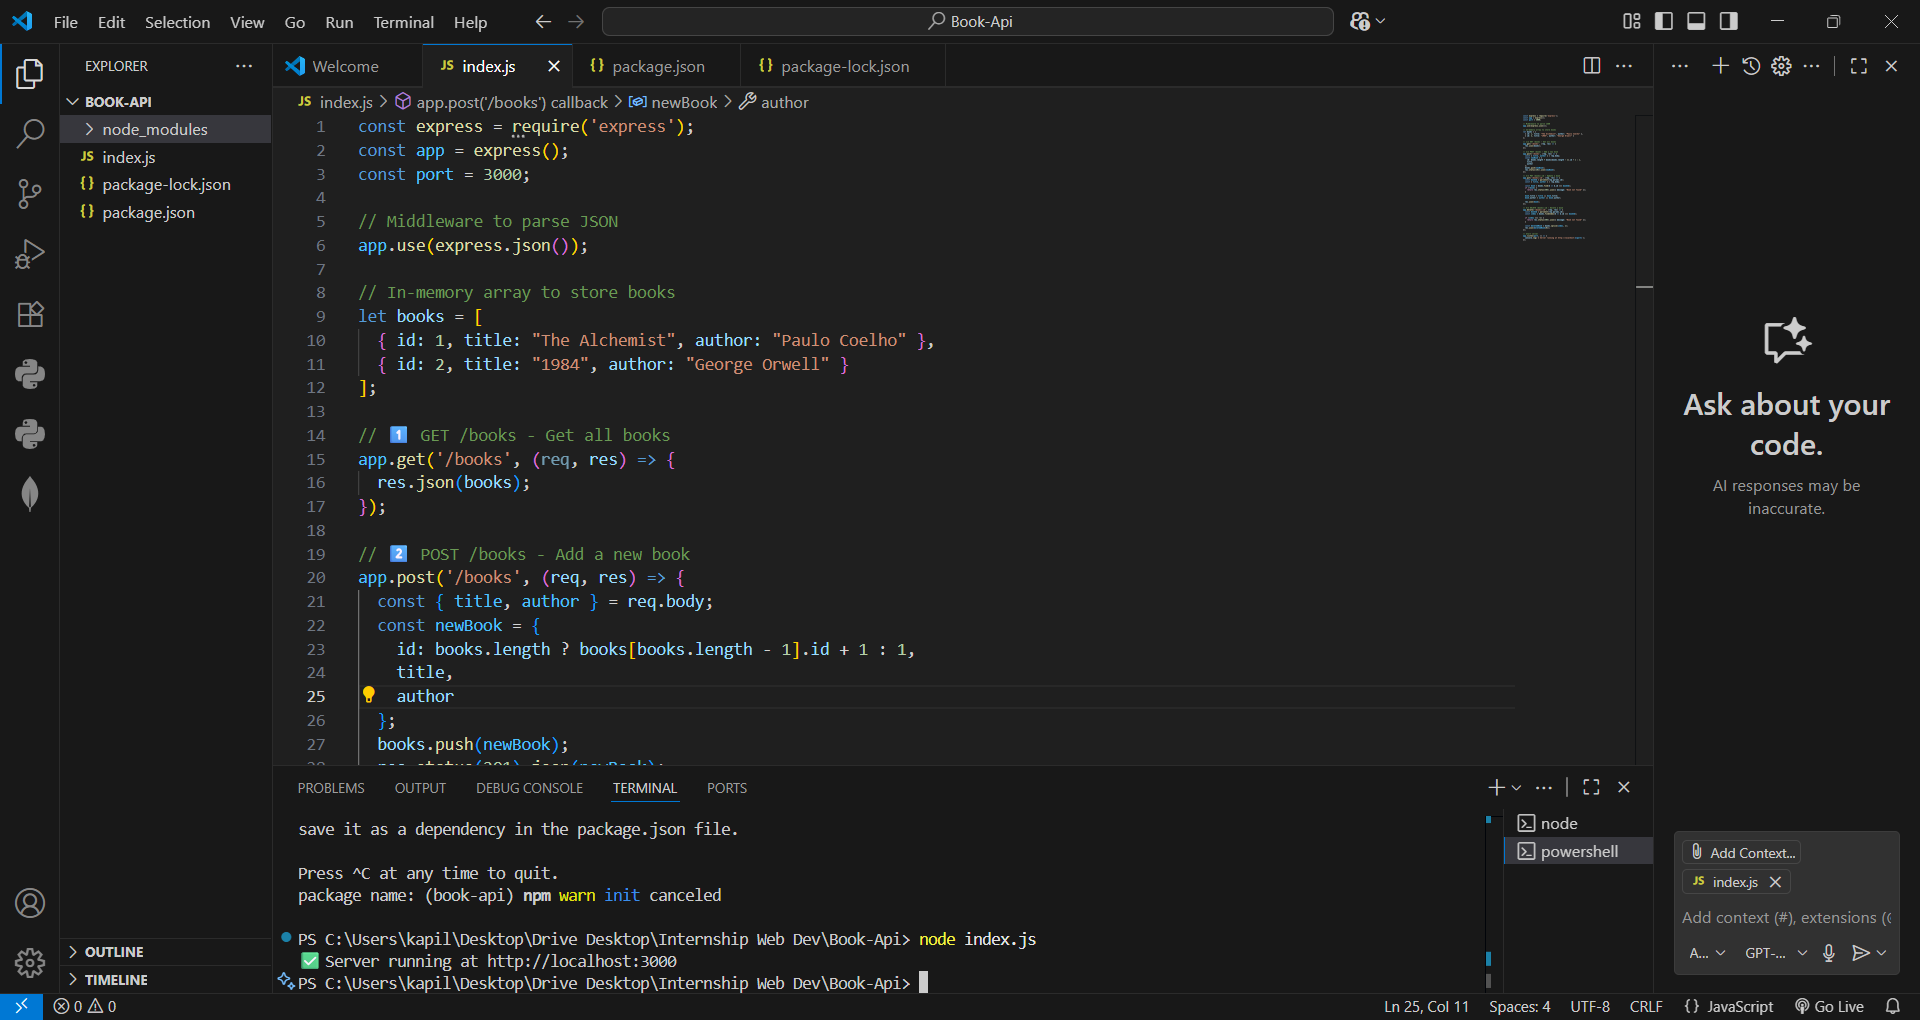 File Edit Selection View Go Run Terminal Help
Book-Api
EXPLORER
BOOK-API
node_modules
JS index.js
{} package-lock.json
{} package.json
OUTLINE
TIMELINE
Welcome
JS index.js
{} package.json
{} package-lock.json
JS index.js > app.post('/books') callback > newBook > author
1 const express = require('express');
2 const app = express();
3 const port = 3000;
4
5 // Middleware to parse JSON
6 app.use(express.json());
7
8 // In-memory array to store books
9 let books = [
10 { id: 1, title: "The Alchemist", author: "Paulo Coelho" },
11 { id: 2, title: "1984", author: "George Orwell" }
12 ];
13
14 // 1️⃣ GET /books - Get all books
15 app.get('/books', (req, res) => {
16 res.json(books);
17 });
18
19 // 2️⃣ POST /books - Add a new book
20 app.post('/books', (req, res) => {
21 const { title, author } = req.body;
22 const newBook = {
23 id: books.length ? books[books.length - 1].id + 1 : 1,
24 title,
25 author
26 };
27 books.push(newBook);
28 res.status(201).json(newBook);
PROBLEMS OUTPUT DEBUG CONSOLE TERMINAL PORTS
save it as a dependency in the package.json file.
Press ^C at any time to quit.
package name: (book-api) npm warn init canceled
PS C:\Users\kapil\Desktop\Drive Desktop\Internship Web Dev\Book-Api> node index.js
✅ Server running at http://localhost:3000
PS C:\Users\kapil\Desktop\Drive Desktop\Internship Web Dev\Book-Api>
node
powershell
Ask about your
code.
AI responses may be
inaccurate.
Add Context...
JS index.js
Add context (#), extensions (@
A... GPT-...
0 0
Ln 25, Col 11 Spaces: 4 UTF-8 CRLF {} JavaScript Go Live